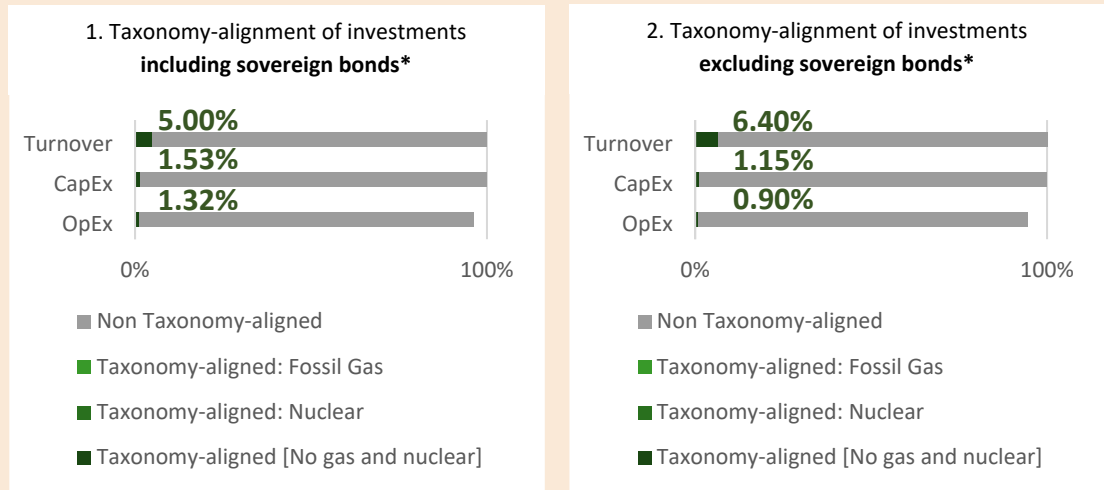 1. Taxonomy-alignment of investments
including sovereign bonds*
5.00%
Turnover
1.53%
CapEx
1.32%
OpEx
0%
100%
Non Taxonomy-aligned
Taxonomy-aligned: Fossil Gas
Taxonomy-aligned: Nuclear
Taxonomy-aligned [No gas and nuclear]
2. Taxonomy-alignment of investments
excluding sovereign bonds*
6.40%
Turnover
1.15%
CapEx
0.90%
OpEx
0%
100%
Non Taxonomy-aligned
Taxonomy-aligned: Fossil Gas
Taxonomy-aligned: Nuclear
Taxonomy-aligned [No gas and nuclear]